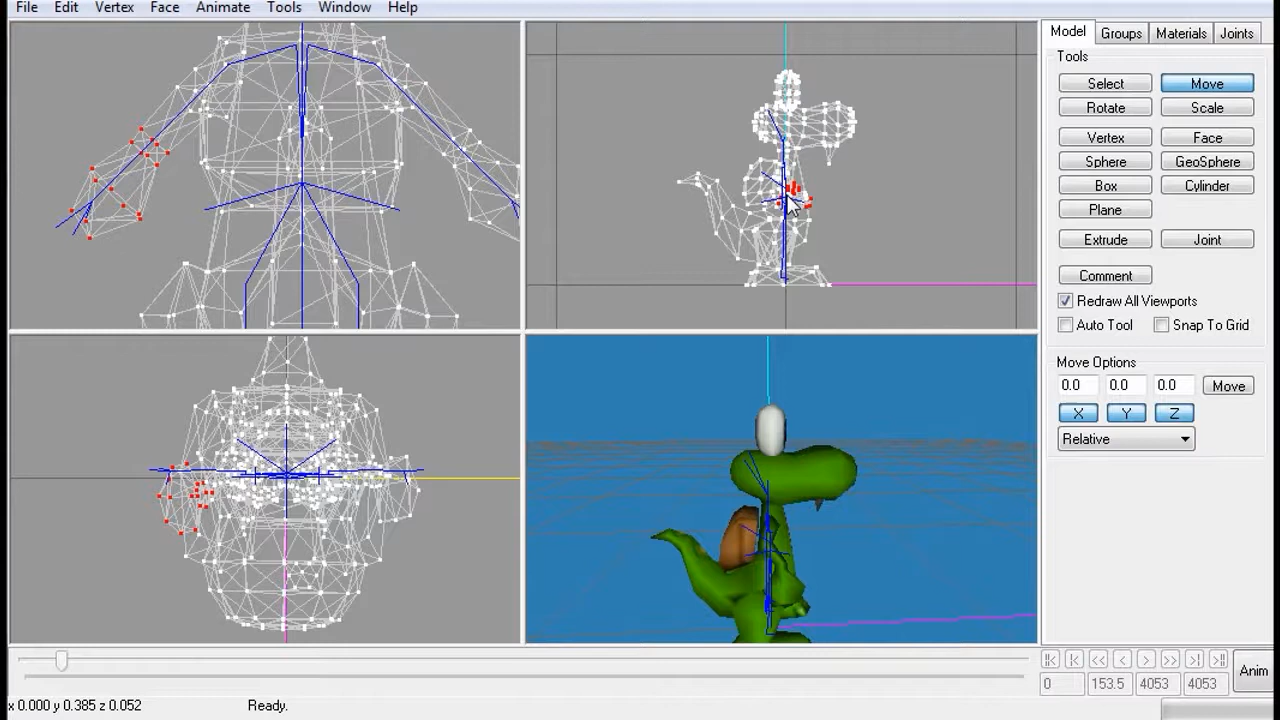 File Edit Vertex Face Animate Tools Window Help
Model Groups Materials Joints
Tools
Select Move
Rotate Scale
Vertex Face
Sphere GeoSphere
Box Cylinder
Plane
Extrude Joint
Comment
Redraw All Viewports
Auto Tool Snap To Grid
Move Options
0.0 0.0 0.0 Move
X Y Z
Relative
0 153.5 4053 4053 Anim
x 0.000 y 0.385 z 0.052 Ready.